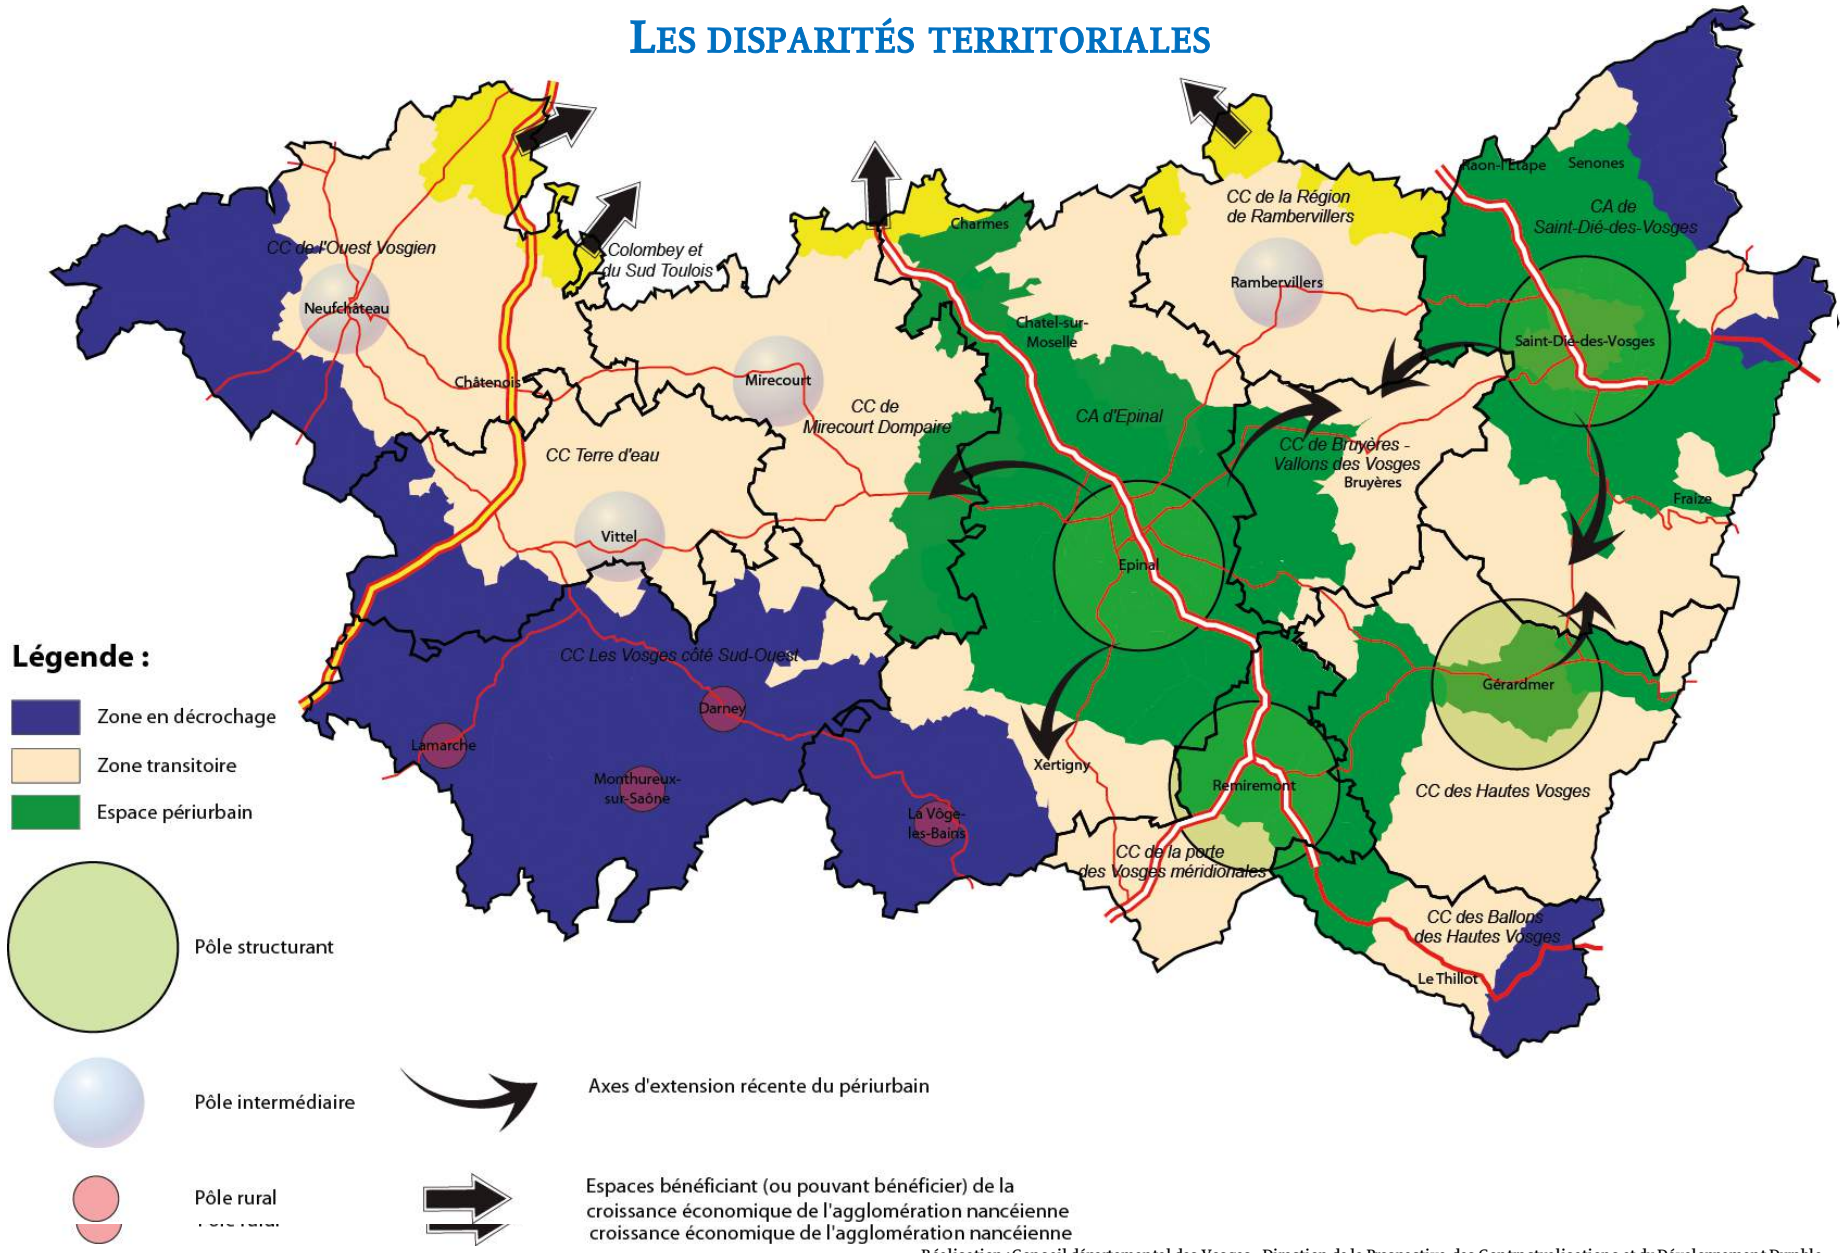 LES DISPARITÉS TERRITORIALES
Raon-l'Etape
Senones
CC de la Région
de Rambervillers
CA de
Saint-Dié-des-Vosges
Charmes
CC de l'Ouest Vosgien
Colombey et
du Sud Toulois
Neufchâteau
Rambervillers
Chatel-sur-
Moselle
Saint-Dié-des-Vosges
Châtenois
Mirecourt
CC de
Mirecourt Dompaire
CA d'Epinal
CC Terre d'eau
CC de Bruyères -
Vallons des Vosges
Bruyères
Fraize
Vittel
Epinal
CC Les Vosges côté Sud-Ouest
Gérardmer
Darney
Lamarche
Xertigny
Monthureux-
sur-Saône
Remiremont
CC des Hautes Vosges
La Vôge-
les-Bains
CC de la porte
des Vosges méridionales
CC des Ballons
des Hautes Vosges
Le Thillot
Légende :
Zone en décrochage
Zone transitoire
Espace périurbain
Pôle structurant
Pôle intermédiaire
Axes d'extension récente du périurbain
Pôle rural
Espaces bénéficiant (ou pouvant bénéficier) de la
croissance économique de l'agglomération nancéienne
croissance économique de l'agglomération nancéienne